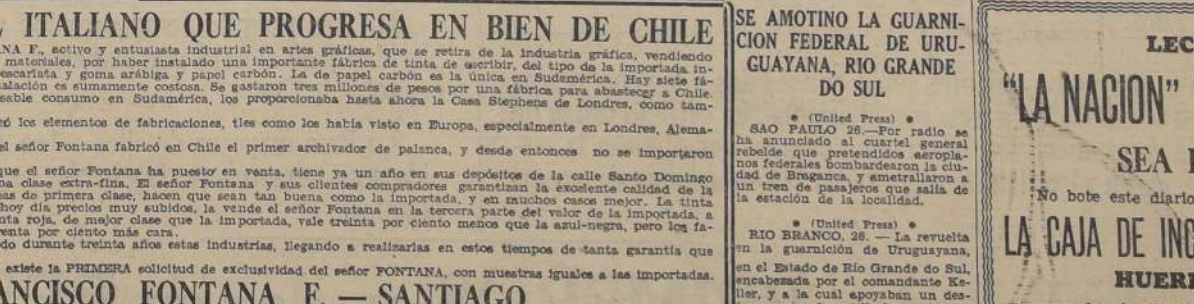 ITALIANO QUE PROGRESA EN BIEN DE CHILE
NA F., activo y entusiasta industrial en artes gráficas, que se retira de la industria gráfica, vendiendo
materiales, por haber instalado una importante fábrica de tinta de escribir, del tipo de la importada, in-
escarlata y goma arábiga y papel carbón. La de papel carbón es la única en Sudamérica. Hay siete fá-
alación es sumamente costosa. Se gastaron tres millones de pesos por una fábrica para abastecer a Chile.
sable consumo en Sudamérica, los proporcionaba hasta ahora la Casa Stephens de Londres, como tam-
có los elementos de fabricaciones, tles como los había visto en Europa, especialmente en Londres, Alema-
el señor Fontana fabricó en Chile el primer archivador de palanca, y desde entonces no se importaron
que el señor Fontana ha puesto en venta, tiene ya un año en sus depósitos de la calle Santo Domingo
na clase extra-fina, El señor Fontana y sus clientes compradores garantizan la excelente calidad de la
as de primera clase, hacen que sean tan buena como la importada, y en muchos casos mejor. La tinta
hoy día, precios muy subidos, la vende el señor Fontana en la tercera parte del valor de la importada, a
nta roja, de mejor clase que la importada, vale treinta por ciento menos que la azul-negra, pero los fa-
enta por ciento más cara.
do durante treinta años estas industrias, llegando a realizarlas en estos tiempos de tanta garantía que
existe la PRIMERA solicitud de exclusividad del señor FONTANA, con muestras iguales a las importadas.
ANCISCO FONTANA F. — SANTIAGO
SE AMOTINO LA GUARNI-
CION FEDERAL DE URU-
GUAYANA, RIO GRANDE
DO SUL
(United Press)
SAO PAULO 26.—Por radio se
ha anunciado al cuartel general
rebelde que pretendidos aeropla-
nos federales bombardearon la ciu-
dad de Braganca, y ametrallaron a
un tren de pasajeros que salía de
la estación de la localidad.
(United Press)
RIO BRANCO, 26. — La revuelta
en la guarnición de Uruguayana,
en el Estado de Río Grande do Sul,
encabezada por el comandante Ke-
ller, y a la cual apoyaban un des-
LEC
"LA NACION"
SEA
No bote este diario
LA CAJA DE ING
HUER